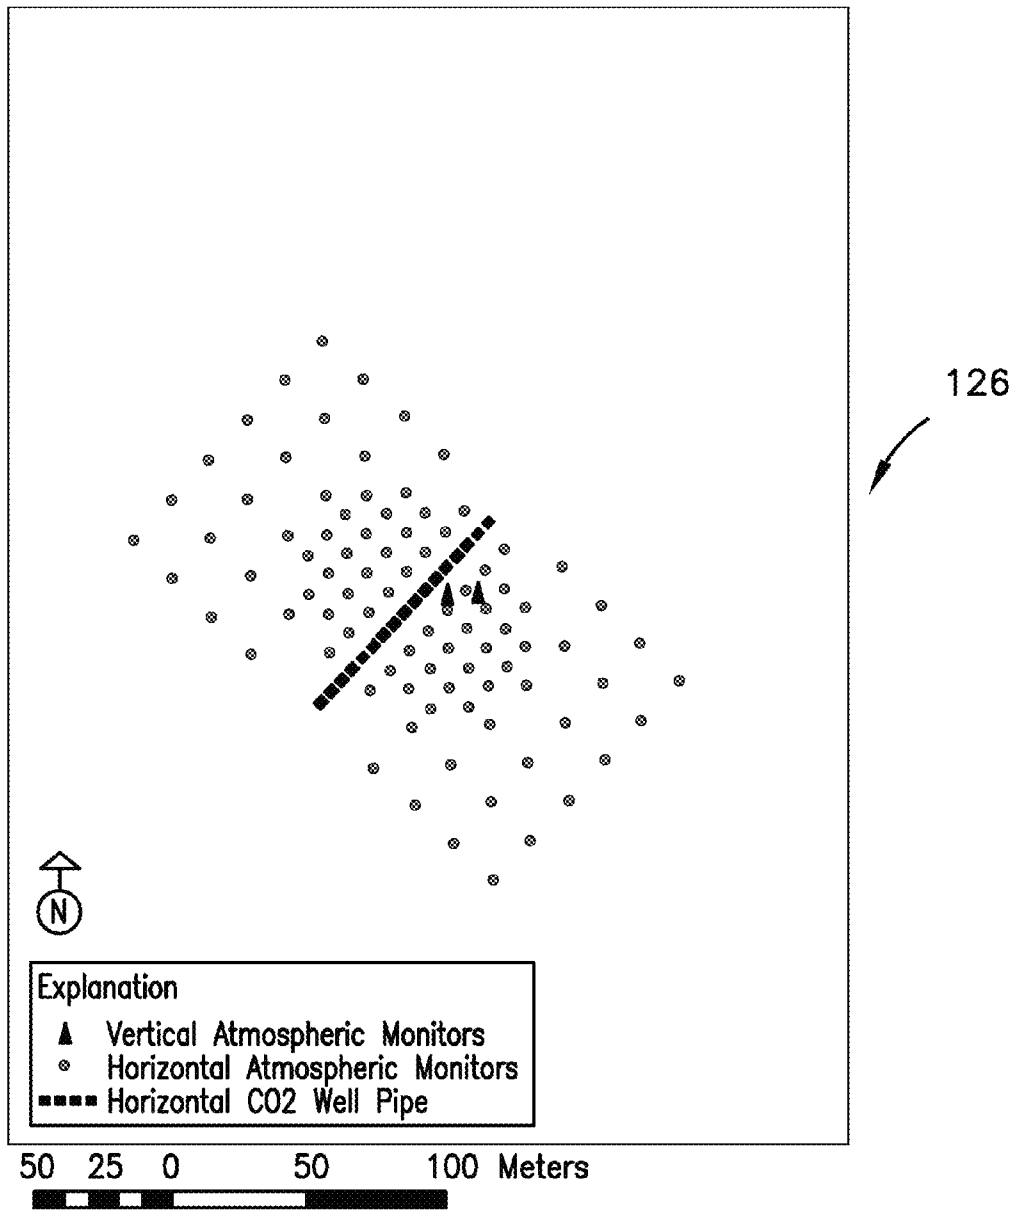 126
N
Explanation
Vertical Atmospheric Monitors
Horizontal Atmospheric Monitors
Horizontal CO2 Well Pipe
50 25 0 50 100 Meters